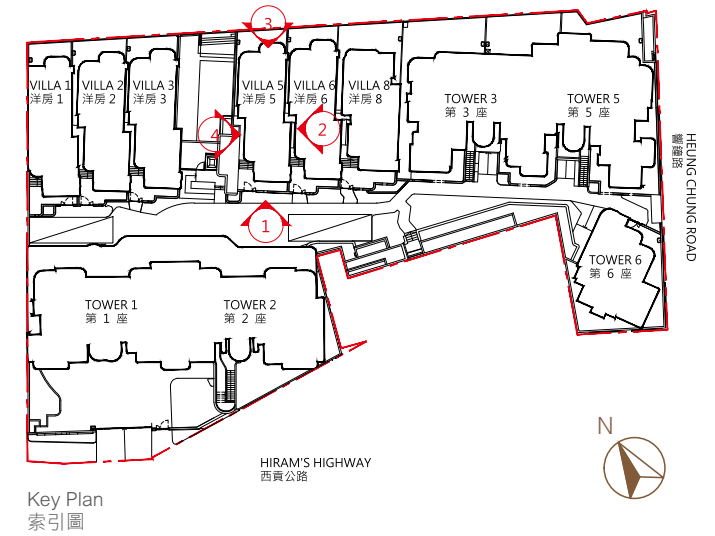 3
VILLA 1
洋房 1
VILLA 2
洋房 2
VILLA 3
洋房 3
VILLA 5
洋房 5
VILLA 6
洋房 6
VILLA 8
洋房 8
TOWER 3
第 3 座
TOWER 5
第 5 座
4
2
1
HEUNG CHUNG ROAD
響鐘路
TOWER 6
第 6 座
TOWER 1
第 1 座
TOWER 2
第 2 座
HIRAM'S HIGHWAY
西貢公路
N
Key Plan
索引圖